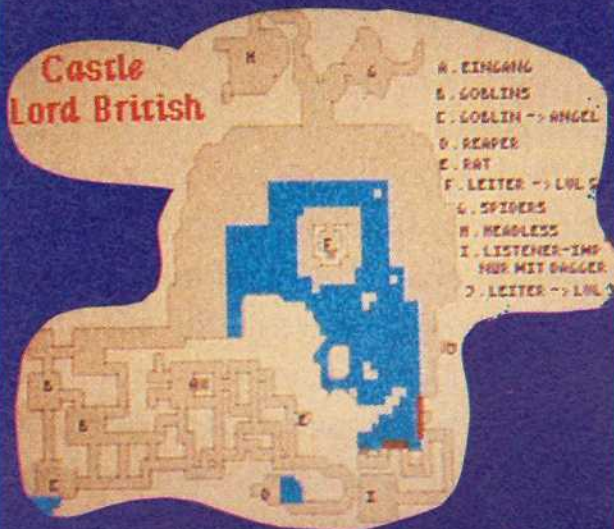 Castle
Lord British
A. EINGANG
B. GOBLINS
C. GOBLIN -> ANGEL
D. REAPER
E. RAT
F. LEITER -> LVL
G. SPIDERS
H. HEADLESS
I. LISTENER-IMP
NUR MIT DAGGER
J. LEITER -> LVL
H
G
F
B
A
B
E
C
D
I